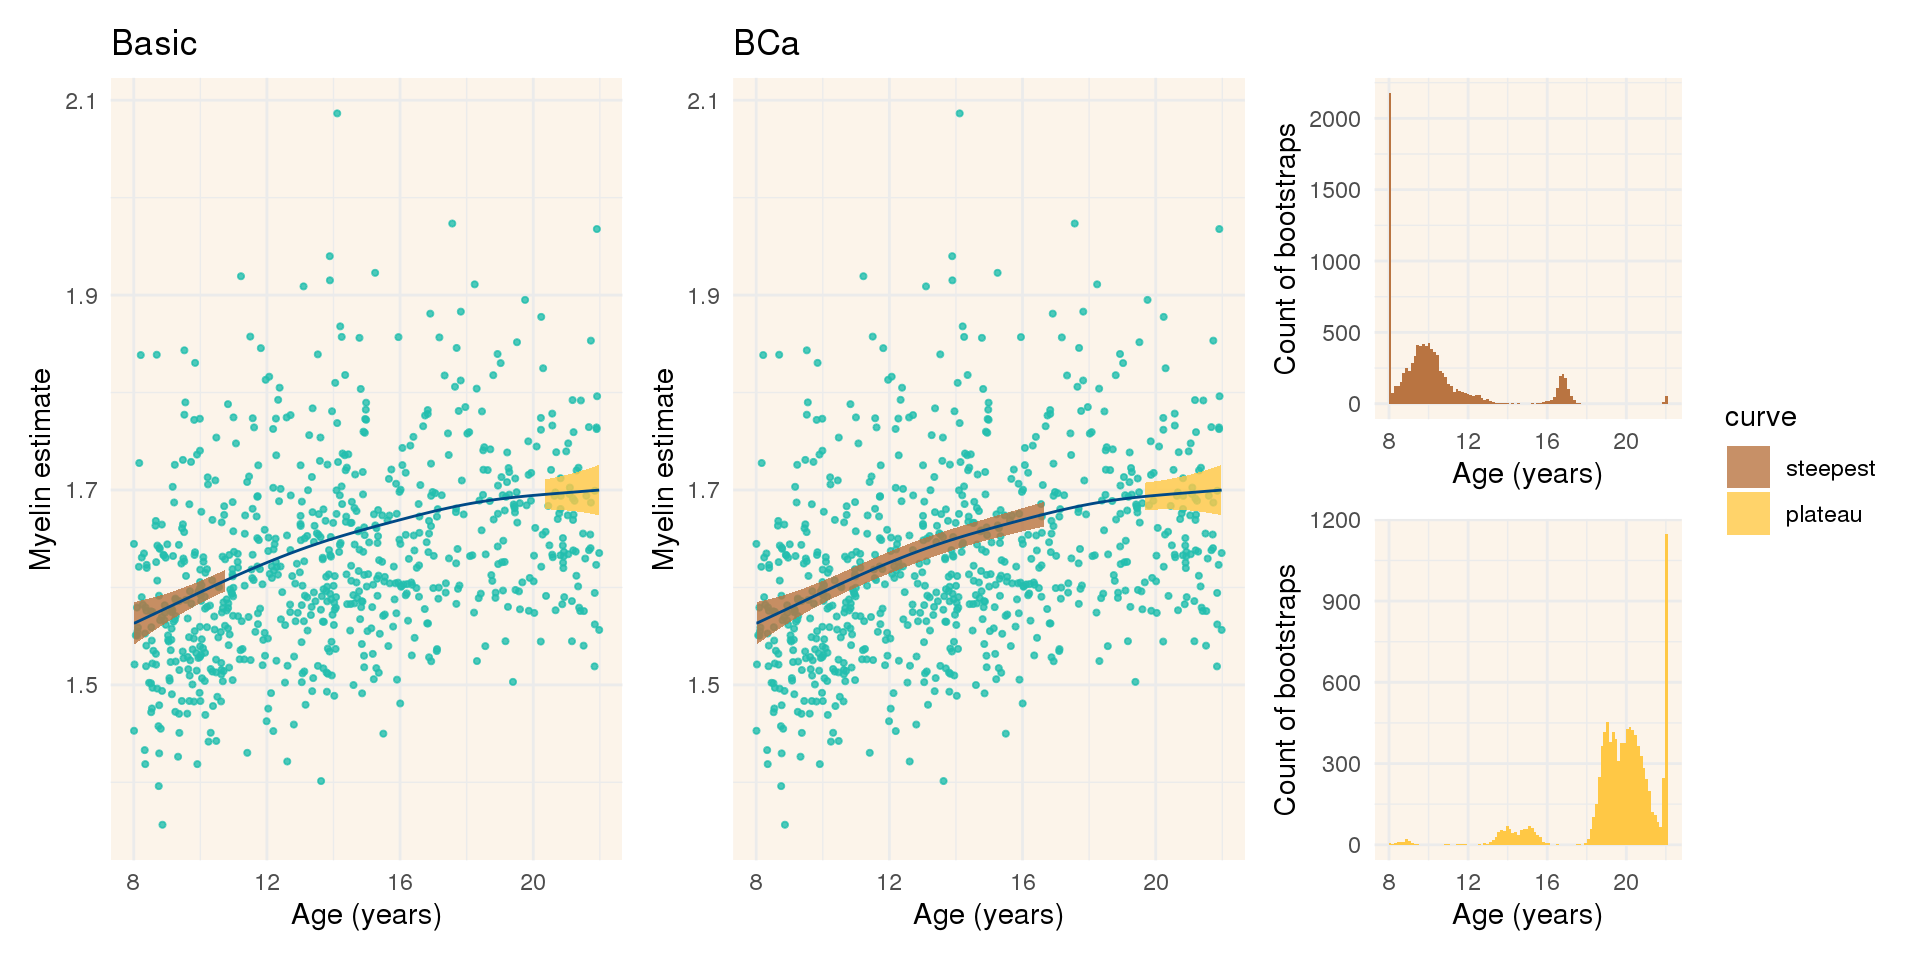 Basic
2.1
1.9
1.7
1.5
Myelin estimate
8 12 16 20
Age (years)
BCa
2.1
1.9
1.7
1.5
Myelin estimate
8 12 16 20
Age (years)
2000
1500
1000
500
0
Count of bootstraps
8 12 16 20
Age (years)
1200
900
600
300
0
Count of bootstraps
8 12 16 20
Age (years)
curve
steepest
plateau